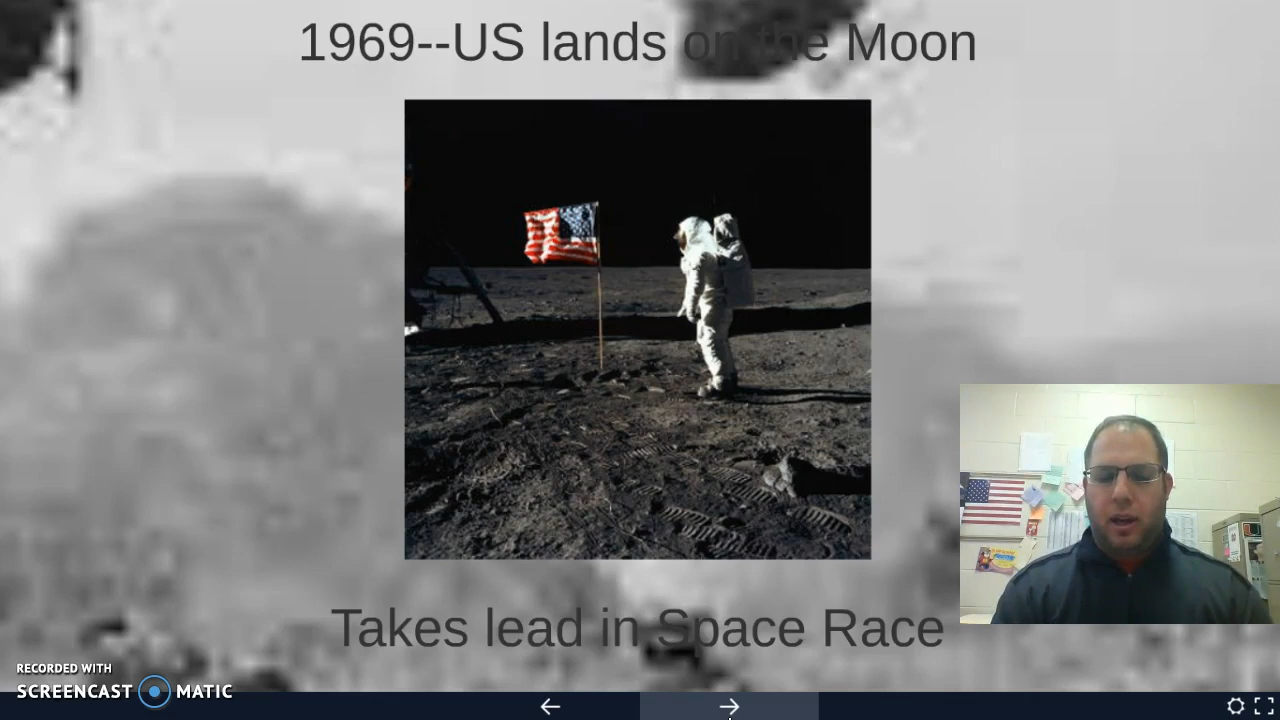 1969--US lands on the Moon
Takes lead in Space Race
RECORDED WITH
SCREENCAST MATIC